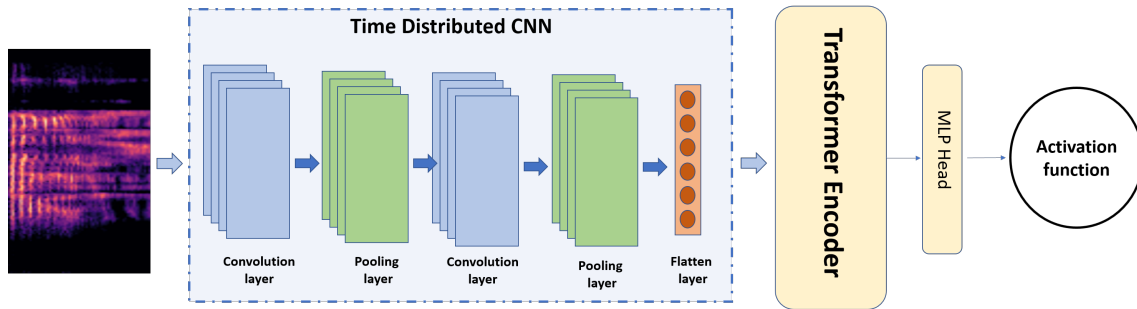 Time Distributed CNN
Convolution
layer
Pooling
layer
Convolution
layer
Pooling
layer
Flatten
layer
Transformer Encoder
MLP Head
Activation
function